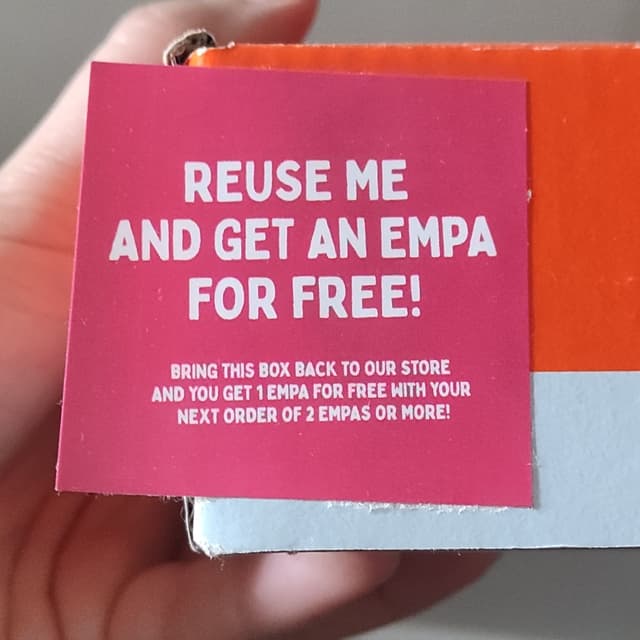 REUSE ME
AND GET AN EMPA
FOR FREE!
BRING THIS BOX BACK TO OUR STORE
AND YOU GET 1 EMPA FOR FREE WITH YOUR
NEXT ORDER OF 2 EMPAS OR MORE!